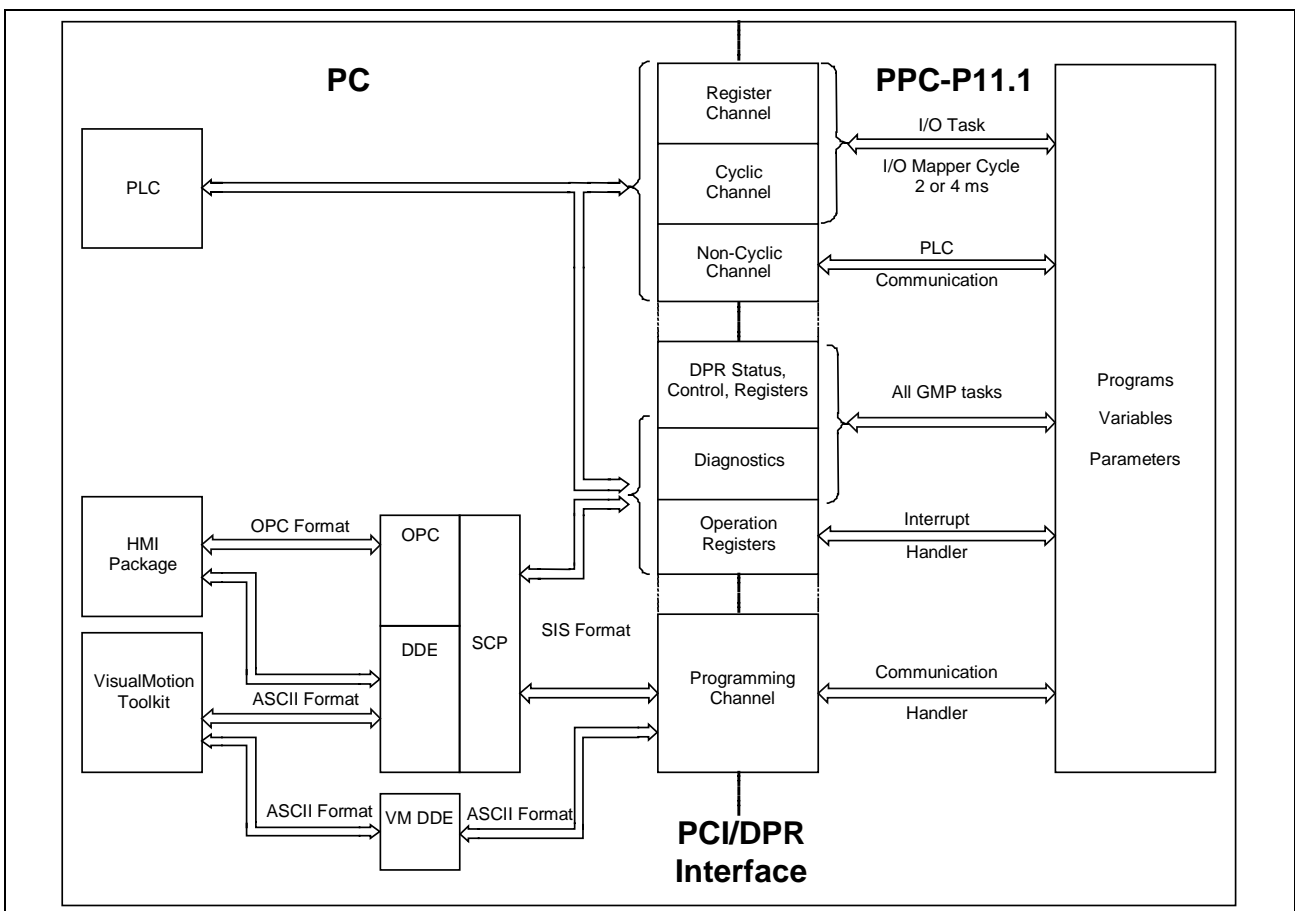 PC
PPC-P11.1
Register
Channel
I/O Task
PLC
Cyclic
Channel
I/O Mapper Cycle
2 or 4 ms
Non-Cyclic
Channel
PLC
Communication
DPR Status,
Control, Registers
All GMP tasks
Programs
Variables
Parameters
Diagnostics
HMI
Package
OPC Format
OPC
Operation
Registers
Interrupt
Handler
SCP
SIS Format
DDE
VisualMotion
Toolkit
ASCII Format
Programming
Channel
Communication
Handler
ASCII Format
VM DDE
ASCII Format
PCI/DPR
Interface